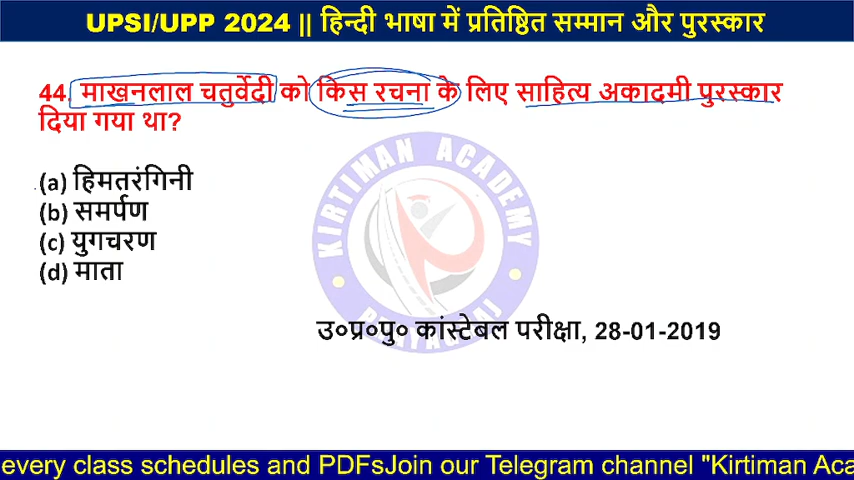 UPSI/UPP 2024 || हिन्दी भाषा में प्रतिष्ठित सम्मान और पुरस्कार
44. माखनलाल चतुर्वेदी को किस रचना के लिए साहित्य अकादमी पुरस्कार
दिया गया था?
(a) हिमतरंगिनी
(b) समर्पण
(c) युगचरण
(d) माता
KIRTIMAN ACADEMY
PRAYAGRAJ
उ०प्र०पु० कांस्टेबल परीक्षा, 28-01-2019
every class schedules and PDFsJoin our Telegram channel "Kirtiman Aca